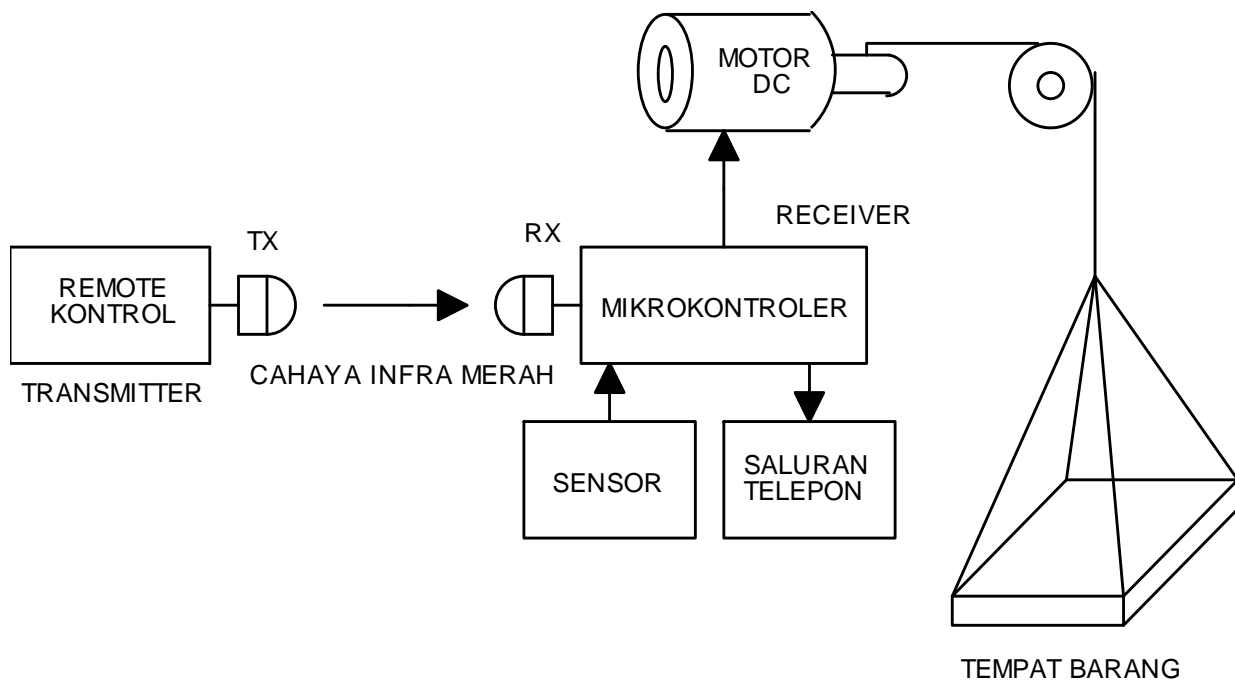 MOTOR
DC
RECEIVER
TX
RX
REMOTE
KONTROL
MIKROKONTROLER
CAHAYA INFRA MERAH
TRANSMITTER
SENSOR
SALURAN
TELEPON
TEMPAT BARANG